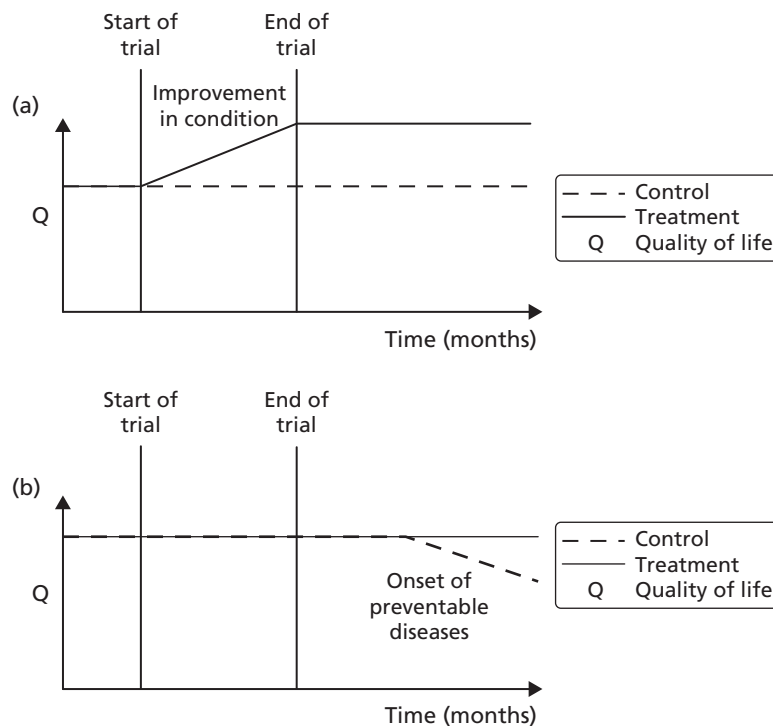 Start of
trial
End of
trial
(a)
Improvement
in condition
Q
Control
Treatment
Q Quality of life
Time (months)
Start of
trial
End of
trial
(b)
Q
Onset of
preventable
diseases
Control
Treatment
Q Quality of life
Time (months)